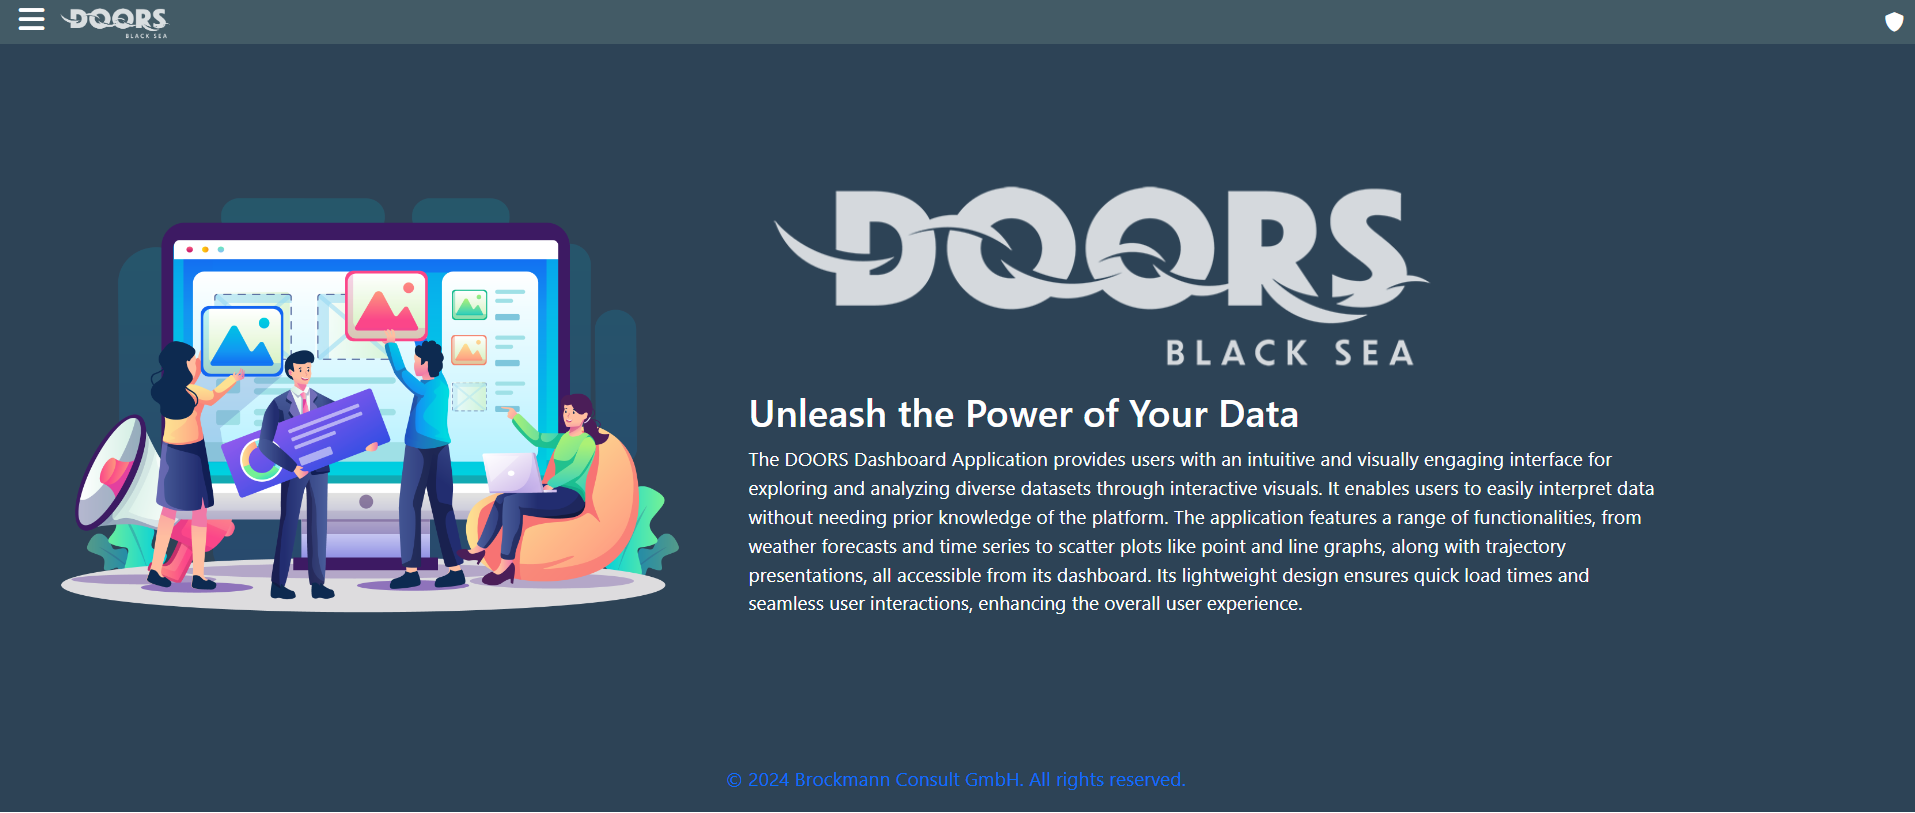 DOORS
BLACK SEA
DOORS
BLACK SEA
Unleash the Power of Your Data
The DOORS Dashboard Application provides users with an intuitive and visually engaging interface for
exploring and analyzing diverse datasets through interactive visuals. It enables users to easily interpret data
without needing prior knowledge of the platform. The application features a range of functionalities, from
weather forecasts and time series to scatter plots like point and line graphs, along with trajectory
presentations, all accessible from its dashboard. Its lightweight design ensures quick load times and
seamless user interactions, enhancing the overall user experience.
© 2024 Brockmann Consult GmbH. All rights reserved.